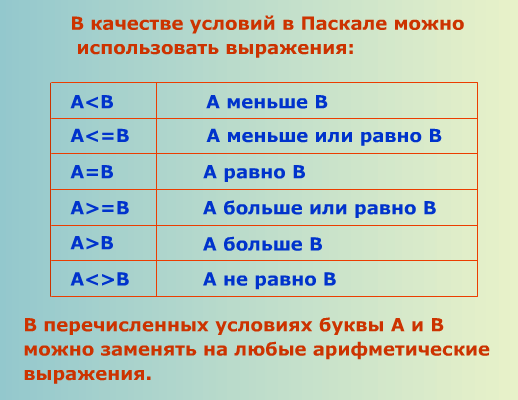 В качестве условий в Паскале можно
использовать выражения:
A<B А меньше В
A<=B А меньше или равно В
A=B А равно В
A>=B А больше или равно В
A>B А больше В
A<>B А не равно В
В перечисленных условиях буквы А и В
можно заменять на любые арифметические
выражения.